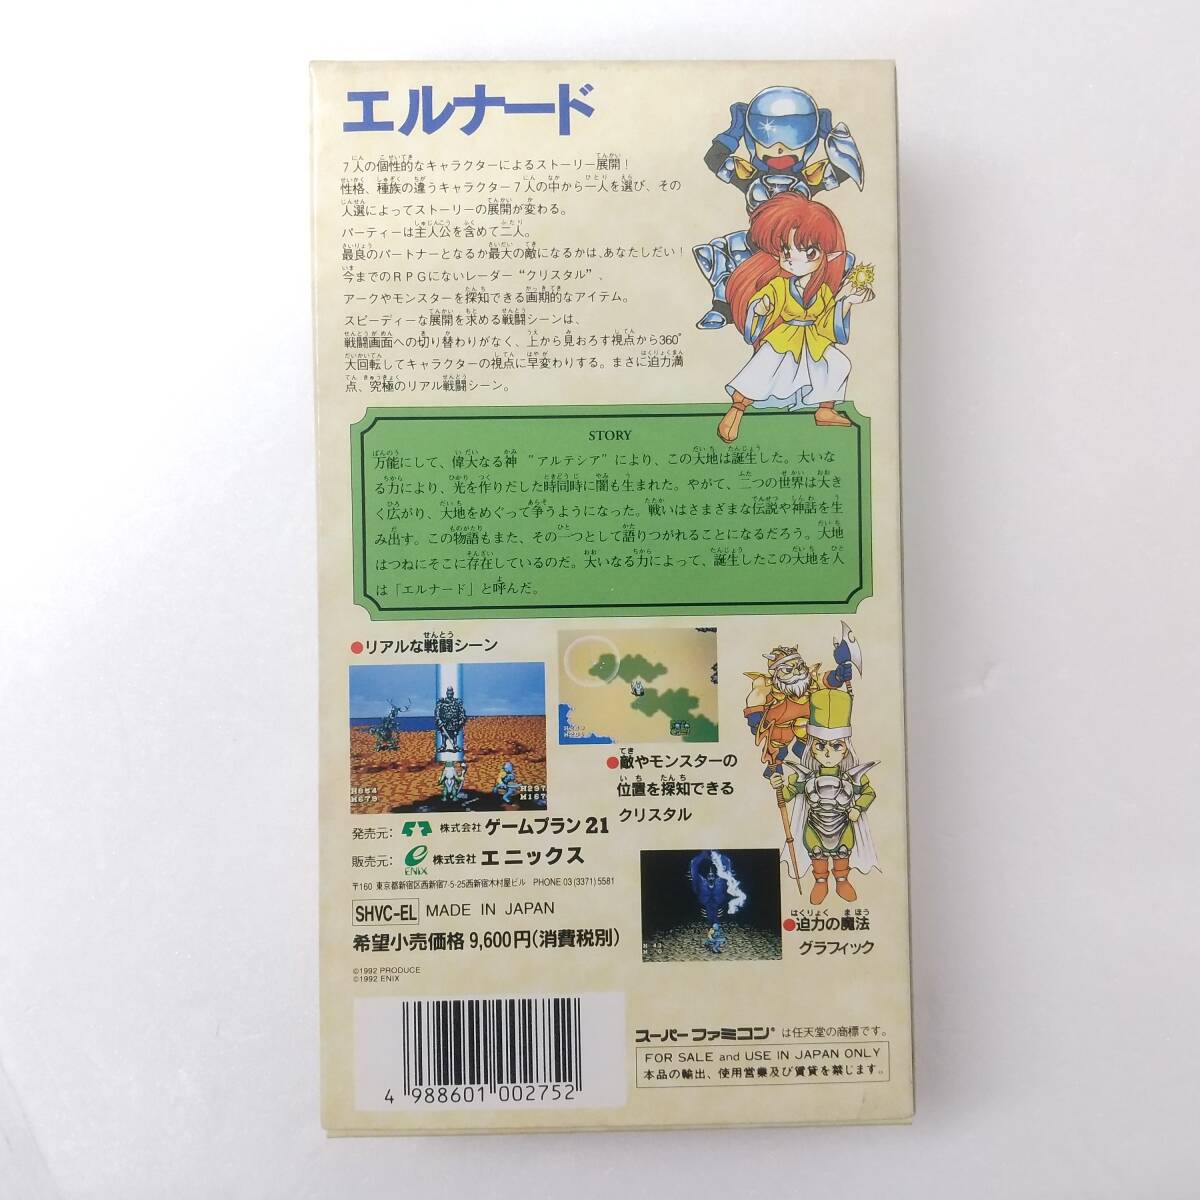 エルナード
7人の個性的なキャラクターによるストーリー展開！
性格、種族の違うキャラクター7人の中から一人を選び、その
人選によってストーリーの展開が変わる。
パーティーは主人公を含めて二人。
最良のパートナーとなるか最大の敵になるかは、あなたしだい！
今までのRPGにないレーダー“クリスタル”、
アークやモンスターを探知できる画期的なアイテム。
スピーディーな展開を求める戦闘シーンは、
戦闘画面への切り替わりがなく、上から見おろす視点から360°
大回転してキャラクターの視点に早変わりする。まさに迫力満
点、究極のリアル戦闘シーン。
STORY
万能にして、偉大なる神 “アルテシア”により、この大地は誕生した。大いな
る力により、光を作りだした時同時に闇も生まれた。やがて、二つの世界は大き
く広がり、大地をめぐって争うようになった。戦いはさまざまな伝説や神話を生
み出す。この物語もまた、その一つとして語りつがれることになるだろう。大地
はつねにそこに存在しているのだ。大いなる力によって、誕生したこの大地を人
は「エルナード」と呼んだ。
●リアルな戦闘シーン
●敵やモンスターの
位置を探知できる
クリスタル
発売元: 株式会社 ゲームプラン21
販売元: ENIX 株式会社 エニックス
〒160 東京都新宿区西新宿7-5-25西新宿木村屋ビル PHONE 03(3371)5581
SHVC-EL MADE IN JAPAN
希望小売価格 9,600円(消費税別)
●迫力の魔法
グラフィック
©1992 PRODUCE
©1992 ENIX
4 988601 002752
スーパーファミコン® は任天堂の商標です。
FOR SALE and USE IN JAPAN ONLY
本品の輸出、使用営業及び賃貸を禁じます。